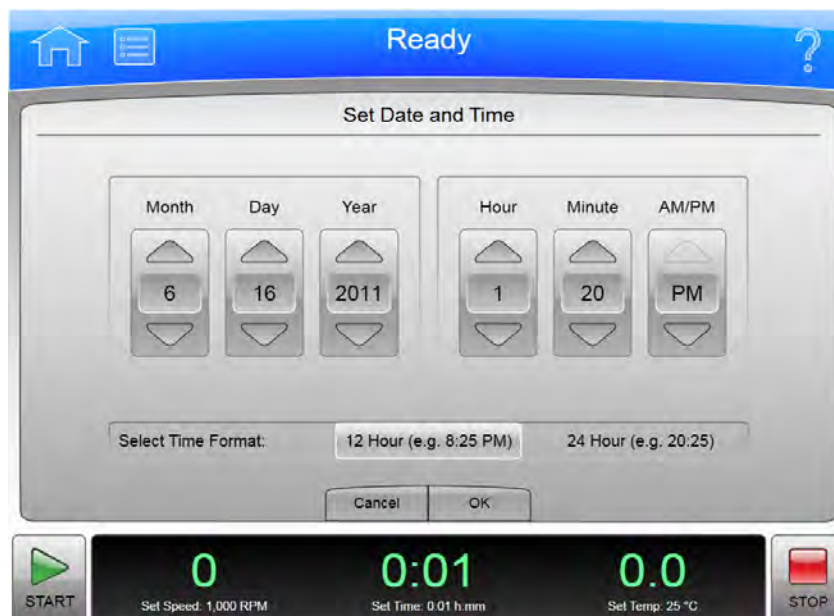 Ready
Set Date and Time
Month Day Year Hour Minute AM/PM
6 16 2011 1 20 PM
Select Time Format: 12 Hour (e.g. 8:25 PM) 24 Hour (e.g. 20:25)
Cancel OK
0 0:01 0.0
START Set Speed: 1,000 RPM Set Time: 0.01 h.mm Set Temp: 25 °C STOP